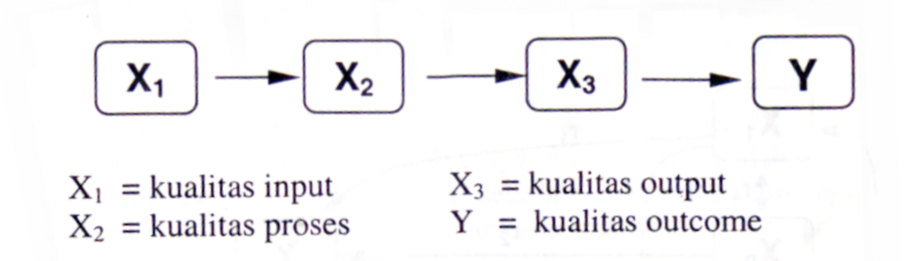 X₁ X₂ X₃ Y
X₁ = kualitas input
X₂ = kualitas proses
X₃ = kualitas output
Y = kualitas outcome